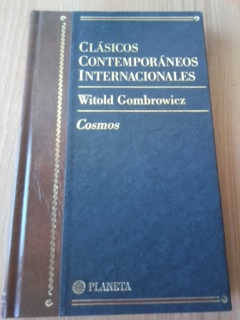 CLÁSICOS
CONTEMPORÁNEOS
INTERNACIONALES
Witold Gombrowicz
Cosmos
PLANETA